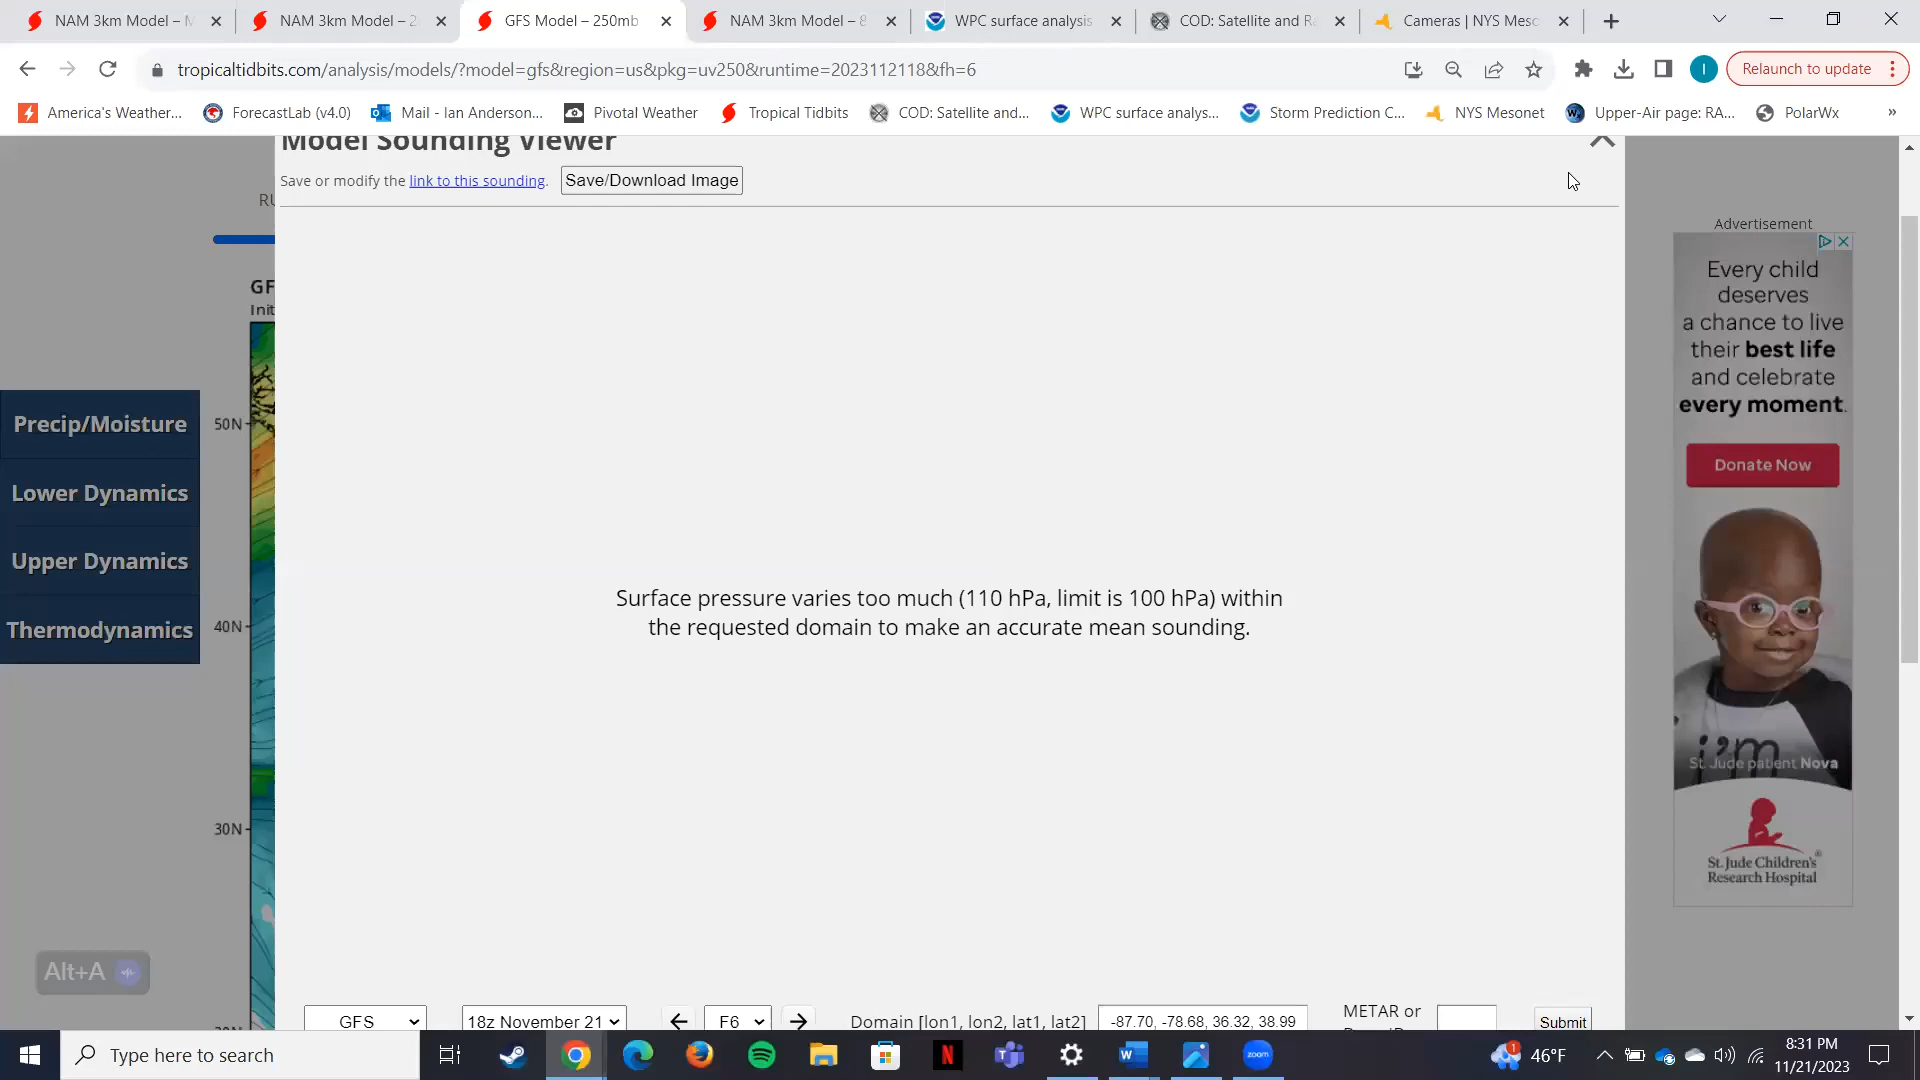 NAM 3km Model – M
NAM 3km Model – 2
GFS Model – 250mb
NAM 3km Model – 8
WPC surface analysis
COD: Satellite and Ra
Cameras | NYS Meso
tropicaltidbits.com/analysis/models/?model=gfs&region=us&pkg=uv250&runtime=2023112118&fh=6
I
Relaunch to update
America's Weather...
ForecastLab (v4.0)
Mail - Ian Anderson...
Pivotal Weather
Tropical Tidbits
COD: Satellite and...
WPC surface analys...
Storm Prediction C...
NYS Mesonet
Upper-Air page: RA...
PolarWx
»
Model Sounding Viewer
Save or modify the link to this sounding.
Save/Download Image
RU
GF
Init
50N
40N
30N
Precip/Moisture
Lower Dynamics
Upper Dynamics
Thermodynamics
Surface pressure varies too much (110 hPa, limit is 100 hPa) within
the requested domain to make an accurate mean sounding.
Advertisement
Every child
deserves
a chance to live
their best life
and celebrate
every moment.
Donate Now
i'm
St. Jude patient Nova
St. Jude Children's®
Research Hospital
Alt+A
GFS
18z November 21
F6
Domain [lon1, lon2, lat1, lat2]
-87.70, -78.68, 36.32, 38.99
METAR or
Submit
Type here to search
N
T
W
zoom
1
46°F
8:31 PM
11/21/2023